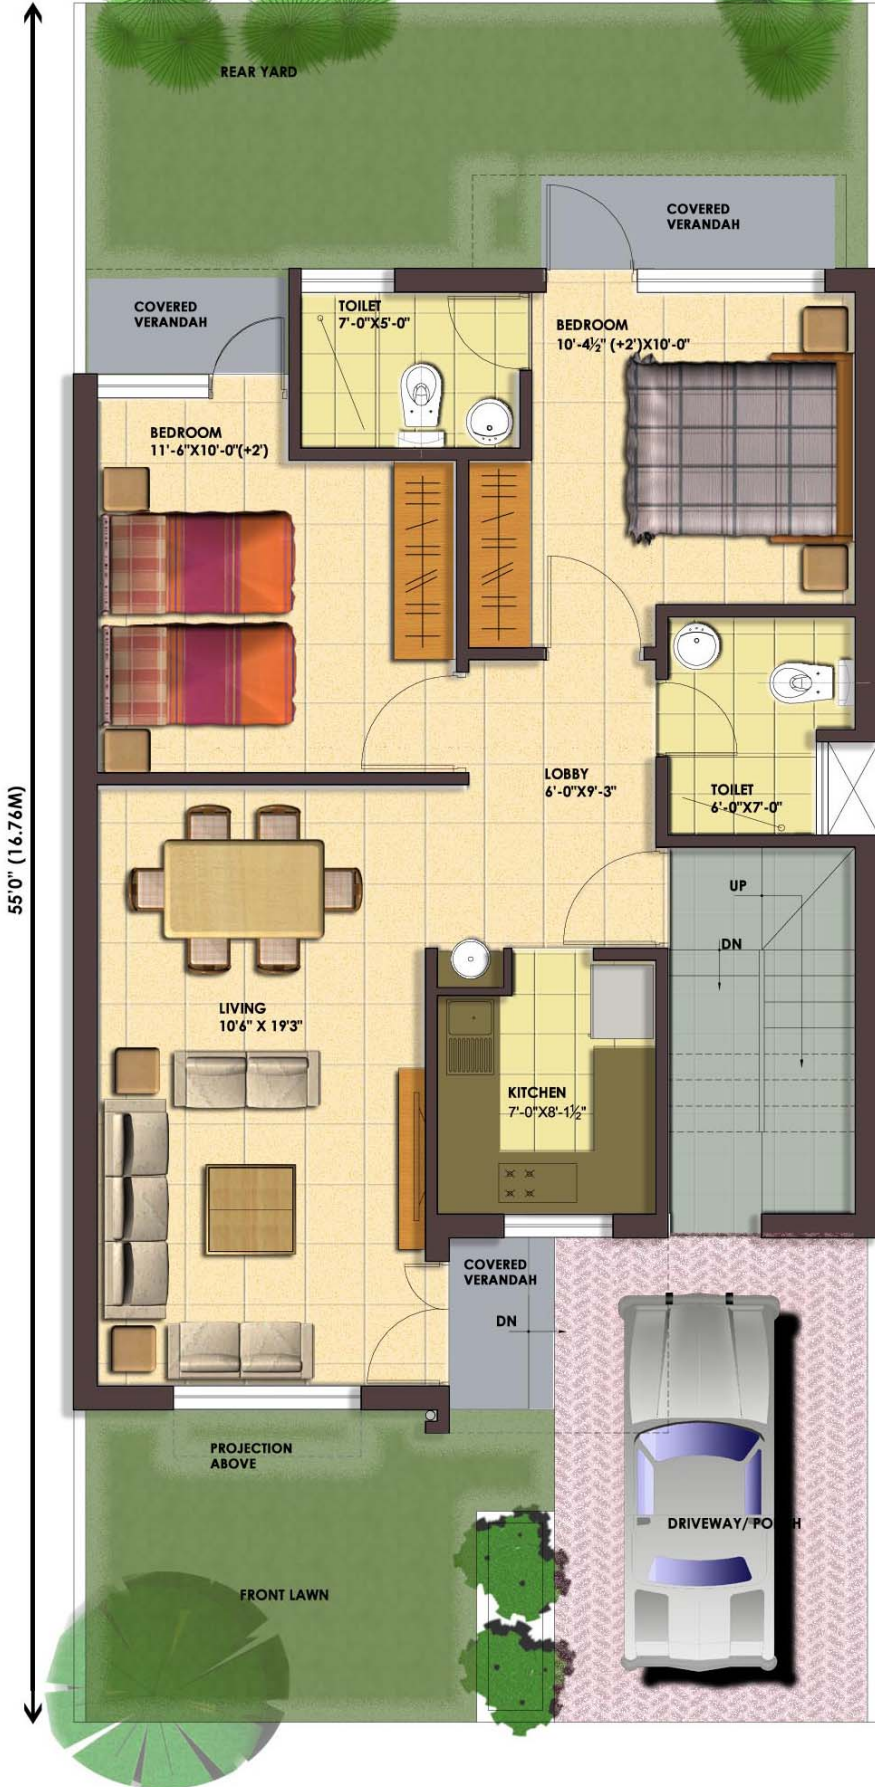 REAR YARD
COVERED
VERANDAH
COVERED
VERANDAH
TOILET
7'-0"X5'-0"
BEDROOM
10'-4½" (+2')X10'-0"
BEDROOM
11'-6"X10'-0"(+2')
LOBBY
6'-0"X9'-3"
TOILET
6'-0"X7'-0"
55'0" (16.76M)
UP
DN
LIVING
10'6" X 19'3"
KITCHEN
7'-0"X8'-1½"
COVERED
VERANDAH
DN
PROJECTION
ABOVE
DRIVEWAY/
FRONT LAWN